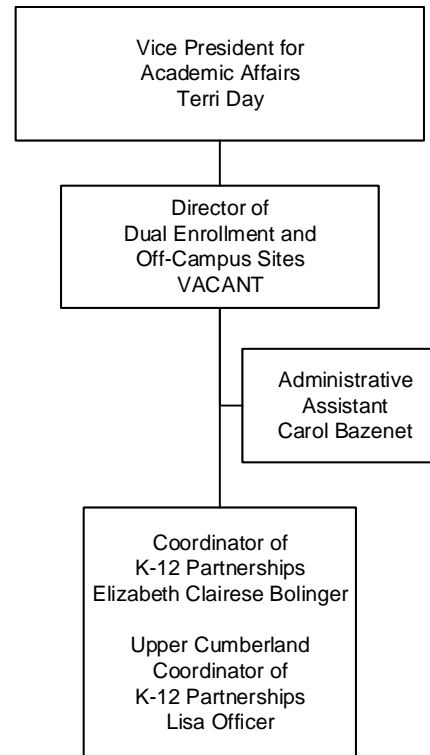 Vice President for
Academic Affairs
Terri Day
Director of
Dual Enrollment and
Off-Campus Sites
VACANT
Administrative
Assistant
Carol Bazenet
Coordinator of
K-12 Partnerships
Elizabeth Clairese Bolinger
Upper Cumberland
Coordinator of
K-12 Partnerships
Lisa Officer